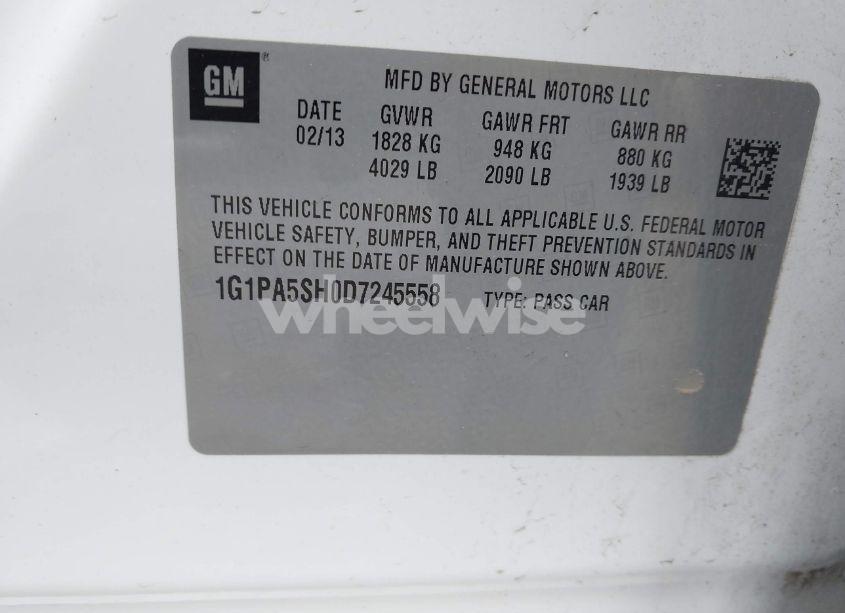 GM®
MFD BY GENERAL MOTORS LLC
DATE GVWR GAWR FRT GAWR RR
02/13 1828 KG 948 KG 880 KG
4029 LB 2090 LB 1939 LB
THIS VEHICLE CONFORMS TO ALL APPLICABLE U.S. FEDERAL MOTOR
VEHICLE SAFETY, BUMPER, AND THEFT PREVENTION STANDARDS IN
EFFECT ON THE DATE OF MANUFACTURE SHOWN ABOVE.
1G1PA5SH0D7245558 TYPE: PASS CAR
wheelwise